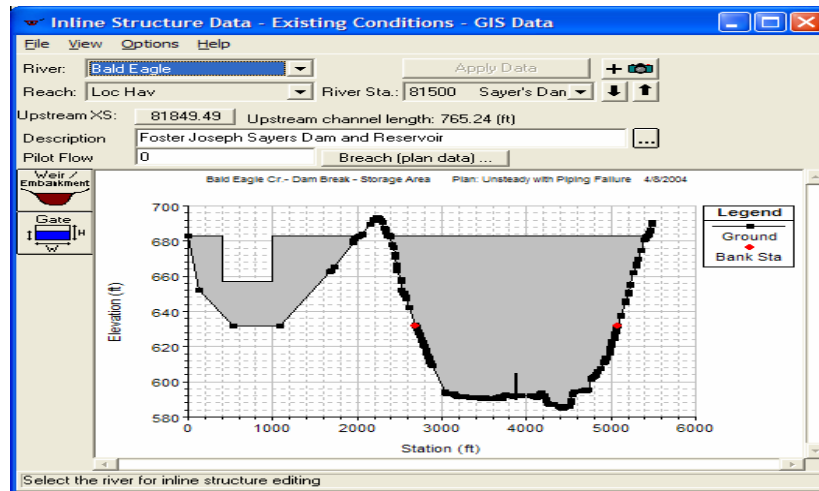 Inline Structure Data - Existing Conditions - GIS Data
File View Options Help
River: Bald Eagle Apply Data +
Reach: Loc Hav River Sta.: 81500 Sayer's Dan
Upstream XS: 81849.49 Upstream channel length: 765.24 (ft)
Description Foster Joseph Sayers Dam and Reservoir ...
Pilot Flow 0 Breach (plan data) ...
Weir / Embankment
Gate
H
W
Bald Eagle Cr.- Dam Break - Storage Area Plan: Unsteady with Piping Failure 4/8/2004
Legend
Ground
Bank Sta
Elevation (ft)
700
680
660
640
620
600
580
0 1000 2000 3000 4000 5000 6000
Station (ft)
Select the river for inline structure editing